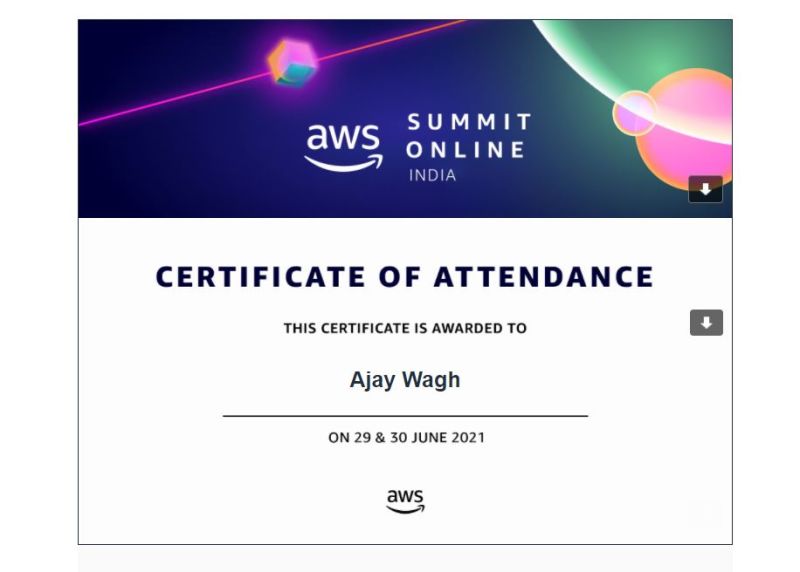 aws
SUMMIT
ONLINE
INDIA
CERTIFICATE OF ATTENDANCE
THIS CERTIFICATE IS AWARDED TO
Ajay Wagh
ON 29 & 30 JUNE 2021
aws